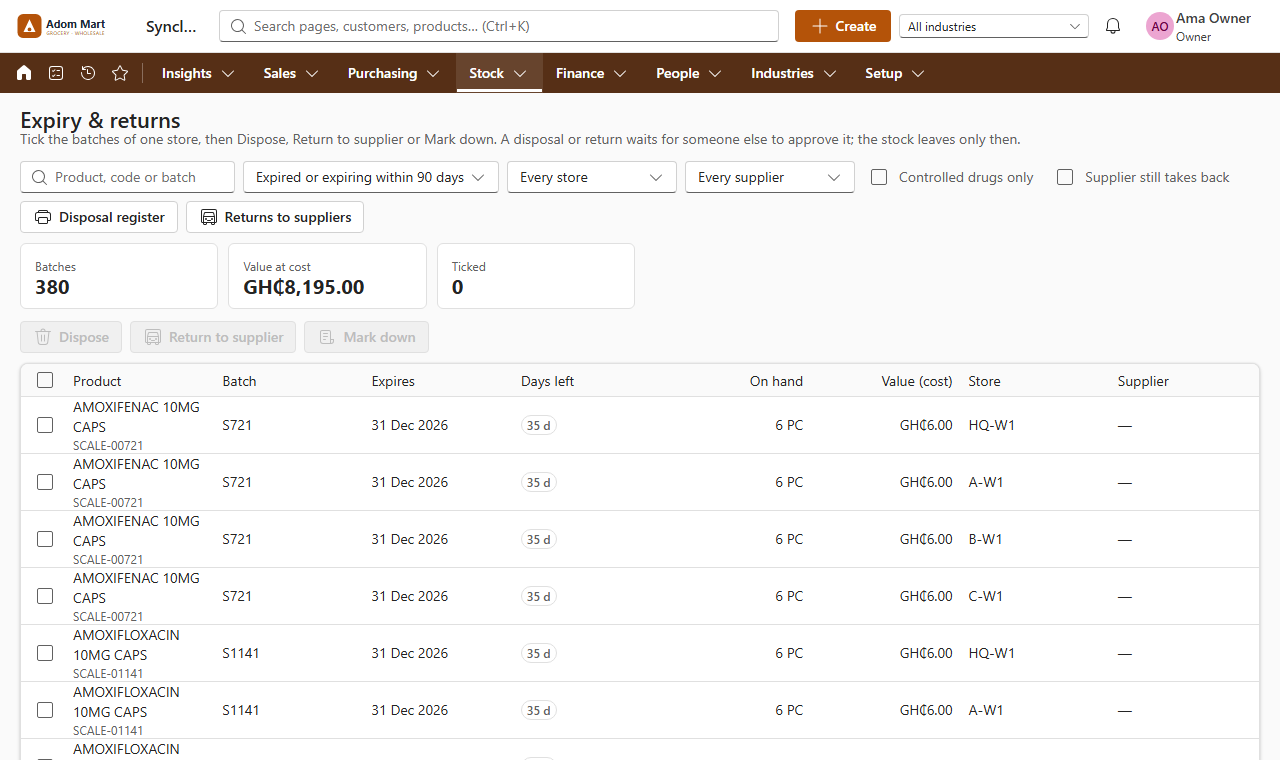 Adom Mart
GROCERY · WHOLESALE
Syncl...
Search pages, customers, products... (Ctrl+K)
Create
All industries
AO
Ama Owner
Owner
Insights
Sales
Purchasing
Stock
Finance
People
Industries
Setup
Expiry & returns
Tick the batches of one store, then Dispose, Return to supplier or Mark down. A disposal or return waits for someone else to approve it; the stock leaves only then.
Product, code or batch
Expired or expiring within 90 days
Every store
Every supplier
Controlled drugs only
Supplier still takes back
Disposal register
Returns to suppliers
Batches
380
Value at cost
GH₵8,195.00
Ticked
0
Dispose
Return to supplier
Mark down
Product Batch Expires Days left On hand Value (cost) Store Supplier
AMOXIFENAC 10MG CAPS
SCALE-00721
S721 31 Dec 2026 35 d 6 PC GH₵6.00 HQ-W1 —
AMOXIFENAC 10MG CAPS
SCALE-00721
S721 31 Dec 2026 35 d 6 PC GH₵6.00 A-W1 —
AMOXIFENAC 10MG CAPS
SCALE-00721
S721 31 Dec 2026 35 d 6 PC GH₵6.00 B-W1 —
AMOXIFENAC 10MG CAPS
SCALE-00721
S721 31 Dec 2026 35 d 6 PC GH₵6.00 C-W1 —
AMOXIFLOXACIN 10MG CAPS
SCALE-01141
S1141 31 Dec 2026 35 d 6 PC GH₵6.00 HQ-W1 —
AMOXIFLOXACIN 10MG CAPS
SCALE-01141
S1141 31 Dec 2026 35 d 6 PC GH₵6.00 A-W1 —
AMOXIFLOXACIN